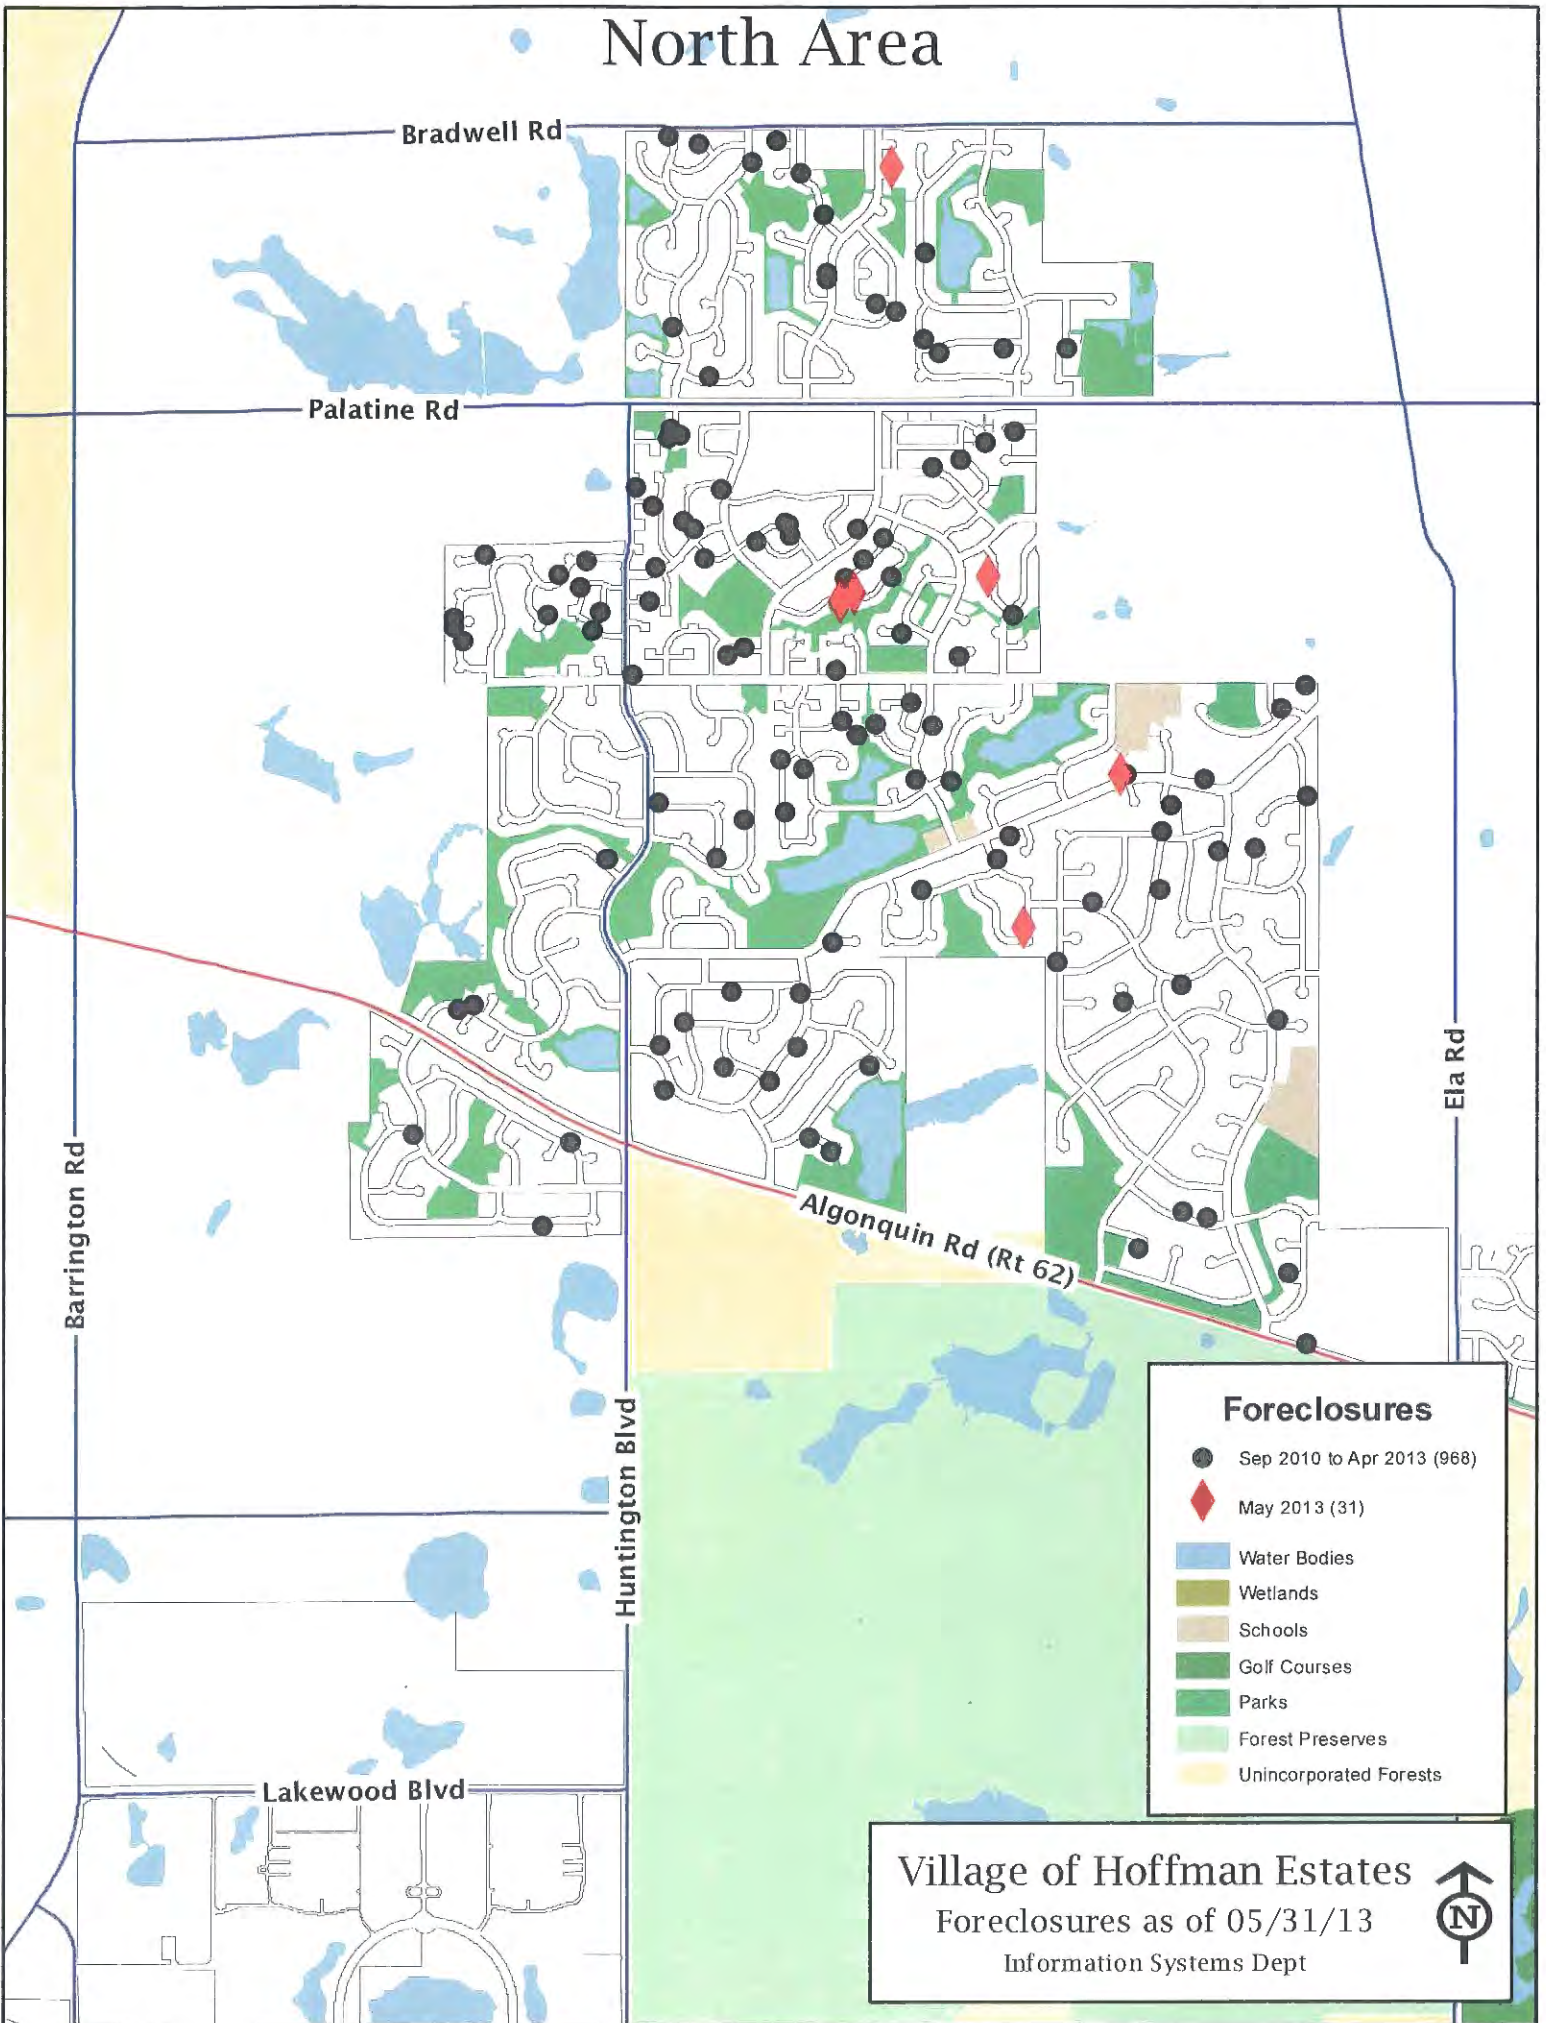 North Area
Bradwell Rd
Palatine Rd
Ela Rd
Barrington Rd
Algonquin Rd (Rt 62)
Huntington Blvd
Lakewood Blvd
Foreclosures
Sep 2010 to Apr 2013 (968)
May 2013 (31)
Water Bodies
Wetlands
Schools
Golf Courses
Parks
Forest Preserves
Unincorporated Forests
Village of Hoffman Estates
Foreclosures as of 05/31/13
Information Systems Dept
N